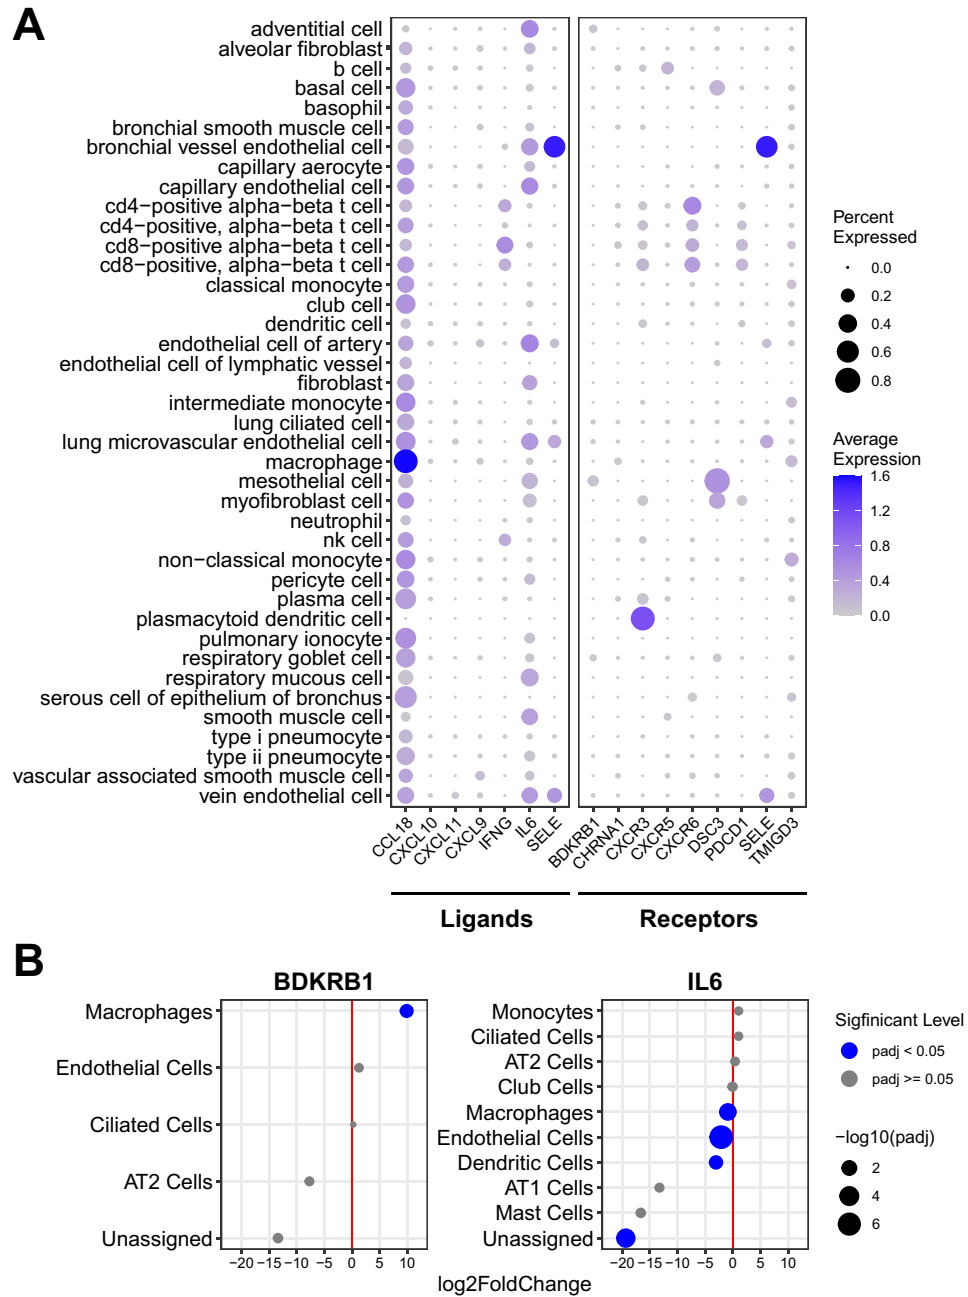 A
adventitial cell
alveolar fibroblast
b cell
basal cell
basophil
bronchial smooth muscle cell
bronchial vessel endothelial cell
capillary aerocyte
capillary endothelial cell
cd4−positive alpha−beta t cell
cd4−positive, alpha−beta t cell
cd8−positive alpha−beta t cell
cd8−positive, alpha−beta t cell
classical monocyte
club cell
dendritic cell
endothelial cell of artery
endothelial cell of lymphatic vessel
fibroblast
intermediate monocyte
lung ciliated cell
lung microvascular endothelial cell
macrophage
mesothelial cell
myofibroblast cell
neutrophil
nk cell
non−classical monocyte
pericyte cell
plasma cell
plasmacytoid dendritic cell
pulmonary ionocyte
respiratory goblet cell
respiratory mucous cell
serous cell of epithelium of bronchus
smooth muscle cell
type i pneumocyte
type ii pneumocyte
vascular associated smooth muscle cell
vein endothelial cell
CCL18 CXCL10 CXCL11 CXCL9 IFNG IL6 SELE
BDKRB1 CHRNA1 CXCR3 CXCR5 CXCR6 DSC3 PDCD1 SELE TMIGD3
Ligands
Receptors
Percent
Expressed
0.0
0.2
0.4
0.6
0.8
Average
Expression
1.6
1.2
0.8
0.4
0.0
B
BDKRB1
Macrophages
Endothelial Cells
Ciliated Cells
AT2 Cells
Unassigned
−20 −15 −10 −5 0 5 10
IL6
Monocytes
Ciliated Cells
AT2 Cells
Club Cells
Macrophages
Endothelial Cells
Dendritic Cells
AT1 Cells
Mast Cells
Unassigned
−20 −15 −10 −5 0 5 10
log2FoldChange
Sigfinicant Level
padj < 0.05
padj >= 0.05
−log10(padj)
2
4
6